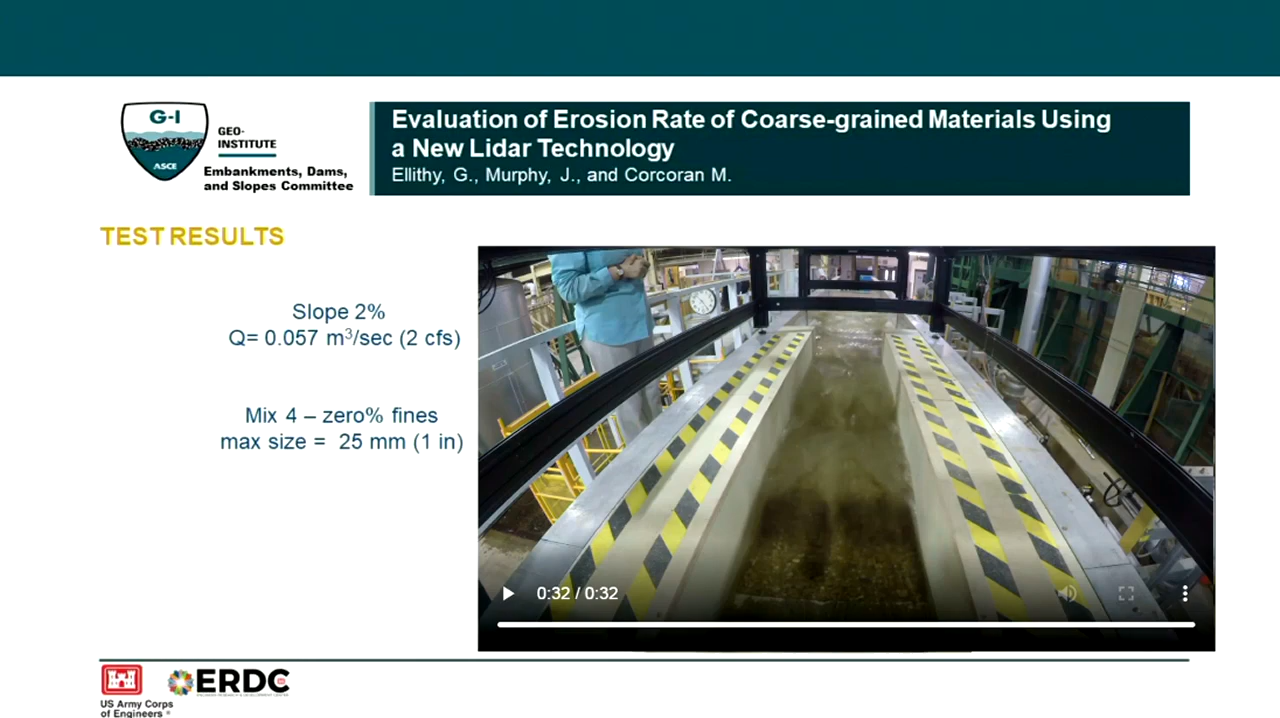 G-I
ASCE
GEO-
INSTITUTE
Embankments, Dams,
and Slopes Committee
Evaluation of Erosion Rate of Coarse-grained Materials Using
a New Lidar Technology
Ellithy, G., Murphy, J., and Corcoran M.
TEST RESULTS
Slope 2%
Q= 0.057 m³/sec (2 cfs)
Mix 4 – zero% fines
max size = 25 mm (1 in)
0:32 / 0:32
US Army Corps
of Engineers ®
ERDC